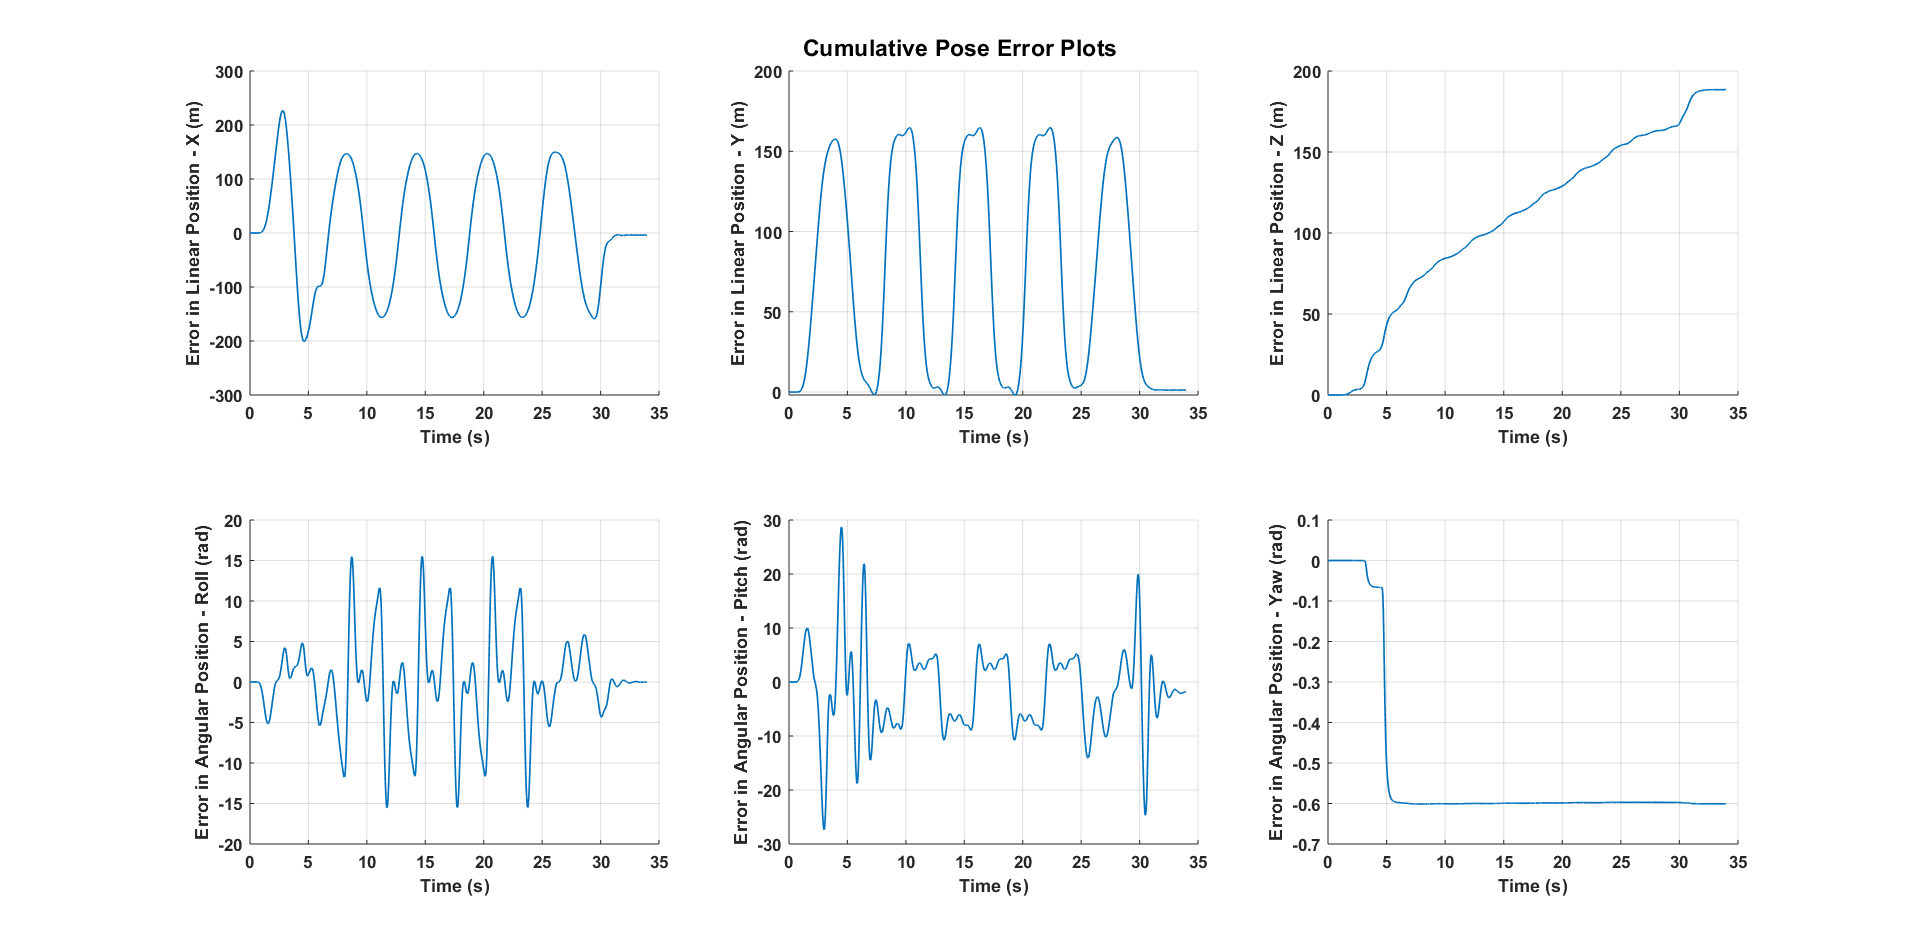 Cumulative Pose Error Plots
Error in Linear Position - X (m)
300
200
100
0
-100
-200
-300
0 5 10 15 20 25 30 35
Time (s)
Error in Linear Position - Y (m)
200
150
100
50
0
0 5 10 15 20 25 30 35
Time (s)
Error in Linear Position - Z (m)
200
150
100
50
0
0 5 10 15 20 25 30 35
Time (s)
Error in Angular Position - Roll (rad)
20
15
10
5
0
-5
-10
-15
-20
0 5 10 15 20 25 30 35
Time (s)
Error in Angular Position - Pitch (rad)
30
20
10
0
-10
-20
-30
0 5 10 15 20 25 30 35
Time (s)
Error in Angular Position - Yaw (rad)
0.1
0
-0.1
-0.2
-0.3
-0.4
-0.5
-0.6
-0.7
0 5 10 15 20 25 30 35
Time (s)